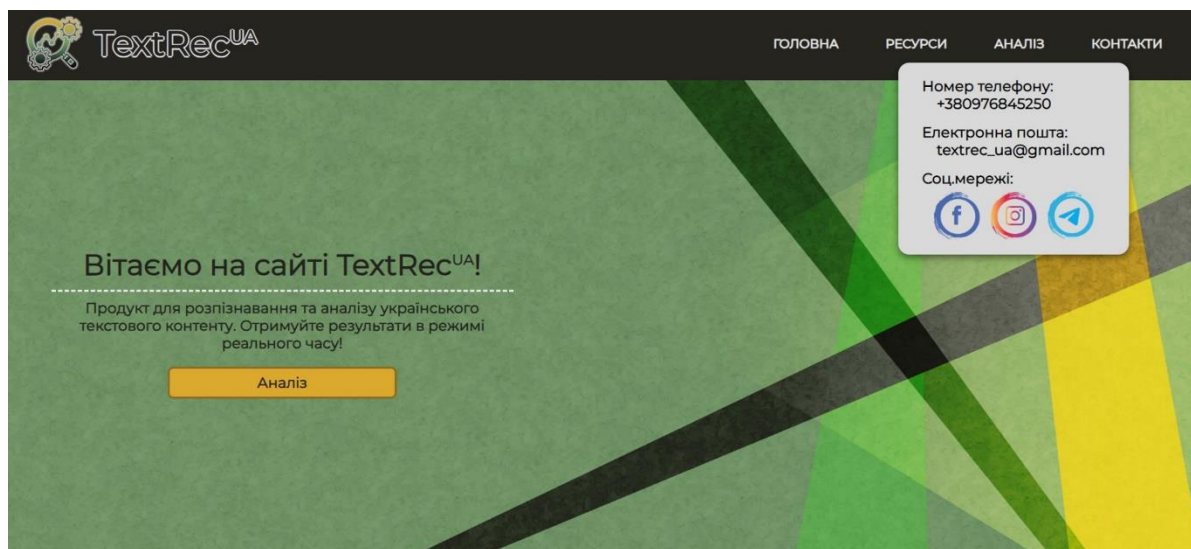 TextRecᵁᴬ
ГОЛОВНА РЕСУРСИ АНАЛІЗ КОНТАКТИ
Номер телефону:
+380976845250
Електронна пошта:
textrec_ua@gmail.com
Соц.мережі:
Вітаємо на сайті TextRecᵁᴬ!
Продукт для розпізнавання та аналізу українського
текстового контенту. Отримуйте результати в режимі
реального часу!
Аналіз